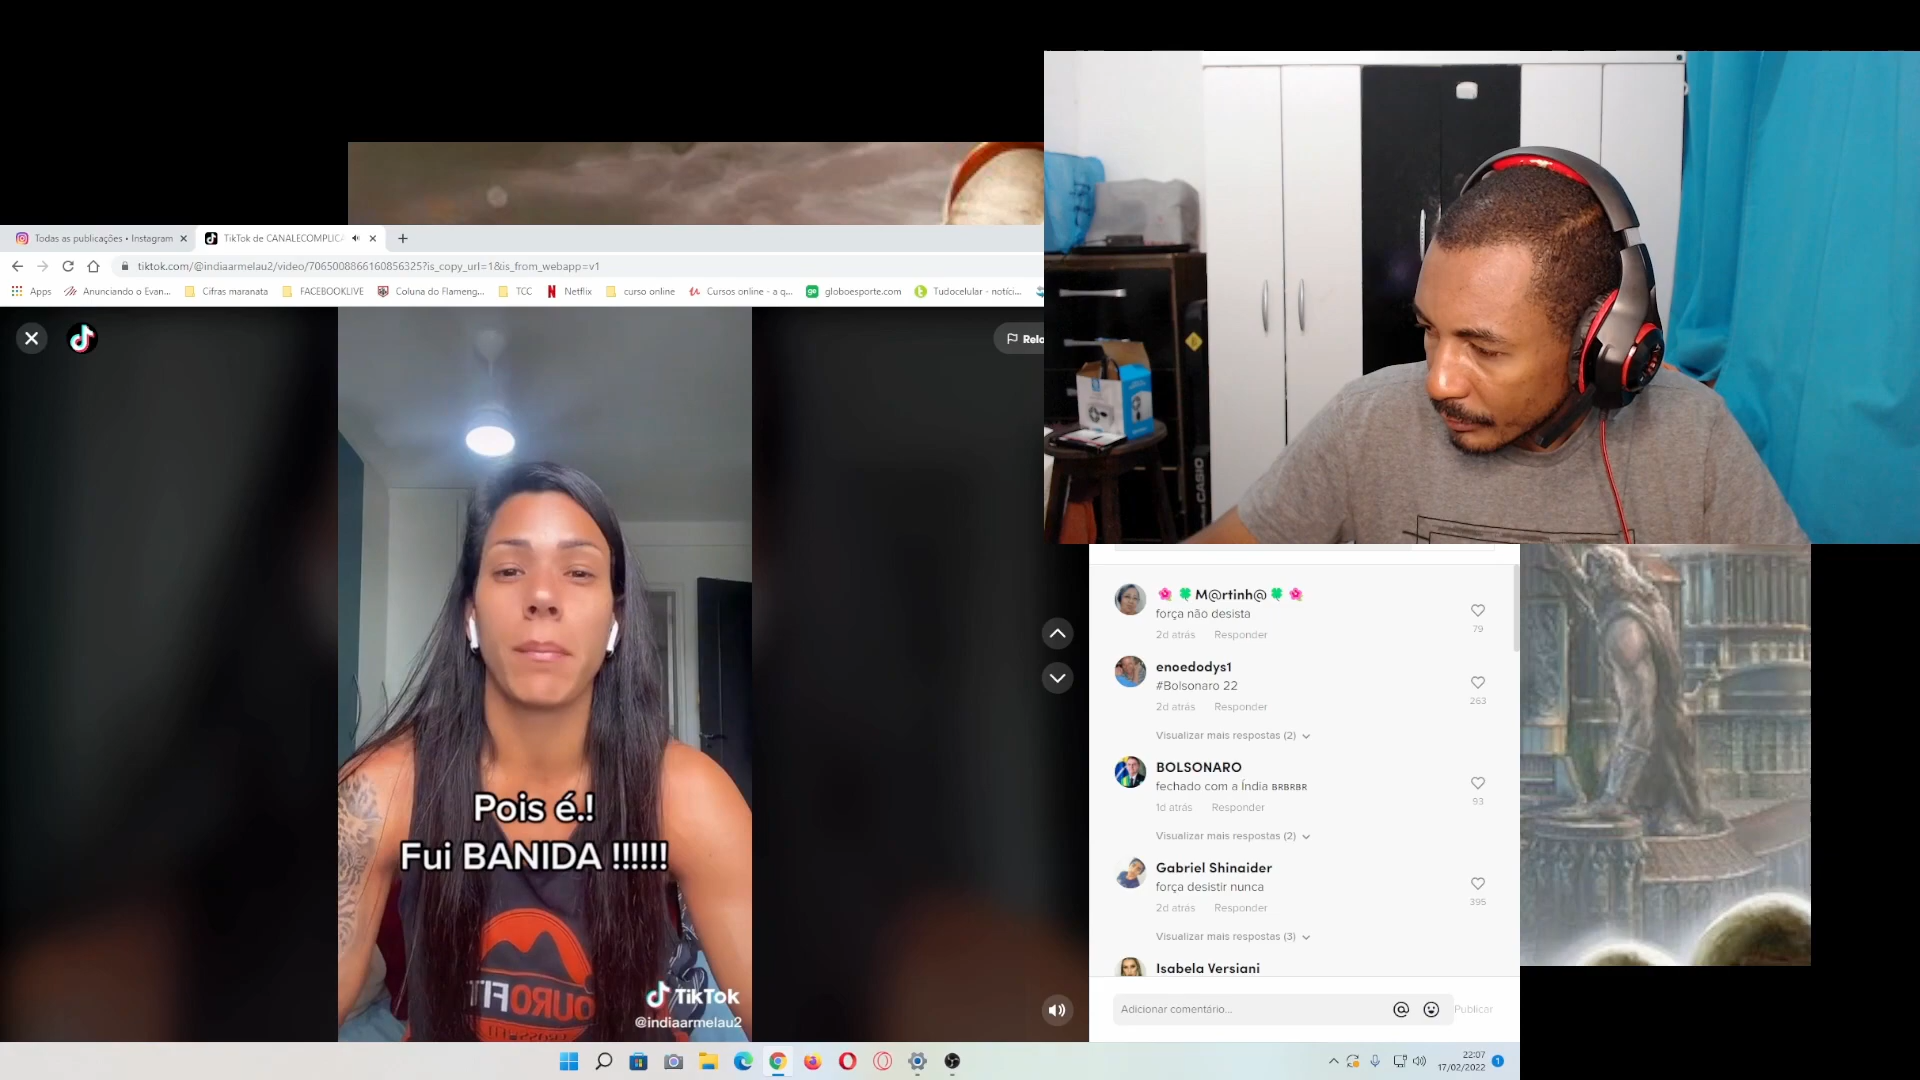 Todas as publicações • Instagram
TikTok de CANALECOMPLIC
tiktok.com/@indiaarmelau2/video/7065008866160856325?is_copy_url=1&is_from_webapp=v1
Apps
Anunciando o Evan...
Cifras maranata
FACEBOOKLIVE
Coluna do Flameng...
TCC
Netflix
curso online
Cursos online - a q...
globoesporte.com
Tudocelular - notíci...
CASIO
Pois é.!
Fui BANIDA !!!!!!
OUROFIT
TikTok
@indiaarmelau2
M@rtinh@
força não desista
79
2d atrás Responder
enoedodys1
#Bolsonaro 22
263
2d atrás Responder
Visualizar mais respostas (2)
BOLSONARO
fechado com a Índia BRBRBR
93
1d atrás Responder
Visualizar mais respostas (2)
Gabriel Shinaider
força desistir nunca
395
2d atrás Responder
Visualizar mais respostas (3)
Isabela Versiani
Adicionar comentário...
Publicar
22:07
17/02/2022
1